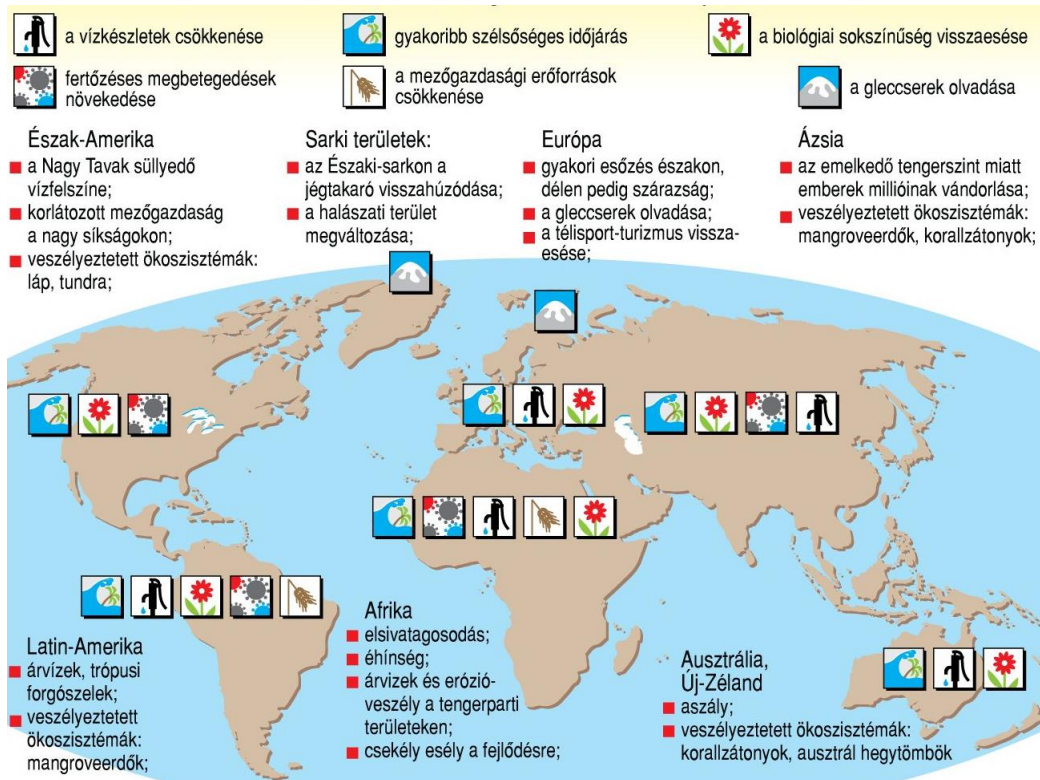 a vízkészletek csökkenése
gyakoribb szélsőséges időjárás
a biológiai sokszínűség visszaesése
fertőzéses megbetegedések
növekedése
a mezőgazdasági erőforrások
csökkenése
a gleccserek olvadása
Észak-Amerika
a Nagy Tavak süllyedő
vízfelszíne;
korlátozott mezőgazdaság
a nagy síkságokon;
veszélyeztetett ökoszisztémák:
láp, tundra;
Sarki területek:
az Északi-sarkon a
jégtakaró visszahúzódása;
a halászati terület
megváltozása;
Európa
gyakori esőzés északon,
délen pedig szárazság;
a gleccserek olvadása;
a télisport-turizmus vissza-
esése;
Ázsia
az emelkedő tengerszint miatt
emberek millióinak vándorlása;
veszélyeztetett ökoszisztémák:
mangroveerdők, korallzátonyok;
Latin-Amerika
árvízek, trópusi
forgószelek;
veszélyeztetett
ökoszisztémák:
mangroveerdők;
Afrika
elsivatagosodás;
éhínség;
árvizek és erózió-
veszély a tengerparti
területeken;
csekély esély a fejlődésre;
Ausztrália,
Új-Zéland
aszály;
veszélyeztetett ökoszisztémák:
korallzátonyok, ausztrál hegytömbök